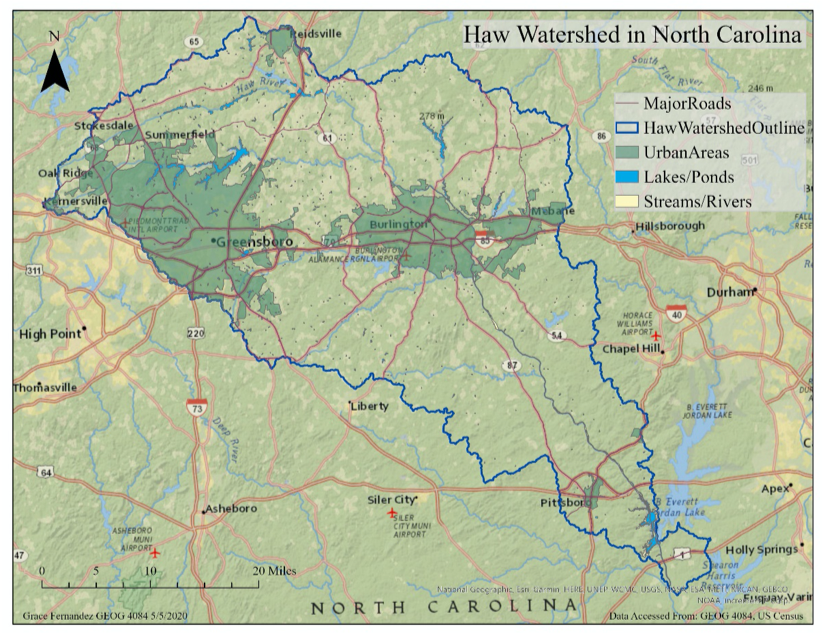 Haw Watershed in North Carolina
N
MajorRoads
HawWatershedOutline
UrbanAreas
Lakes/Ponds
Streams/Rivers
Reidsville
65
62
South Flat River
246 m
Haw River
278 m
57
Stokesdale
Summerfield
61
86
501
Oak Ridge
Kernersville
PIEDMONT TRIAD
INTL AIRPORT
Greensboro
70
Burlington
BURLINGTON
ALAMANCE RGNL AIRPORT
85
Mebane
Hillsborough
311
Durham
HORACE
WILLIAMS
AIRPORT
40
High Point
220
54
Chapel Hill
87
Thomasville
73
Liberty
B. EVERETT
JORDAN LAKE
Deep River
64
Siler City
Pittsbor
B Everett
rdan Lake
Apex
Asheboro
SILER
CITY MUNI
AIRPORT
ASHEBORO
MUNI
AIRPORT
47
1
Holly Springs
Shearon
Harris
Reservoir
0 5 10 20 Miles
National Geographic, Esri, Garmin, HERE, UNEP-WCMC, USGS, NASA, ESA, METI, NRCAN, GEBCO,
NOAA, increment P Corp.
Fuquay-Varin
NORTH CAROLINA
Grace Fernandez GEOG 4084 5/5/2020
Data Accessed From: GEOG 4084, US Census